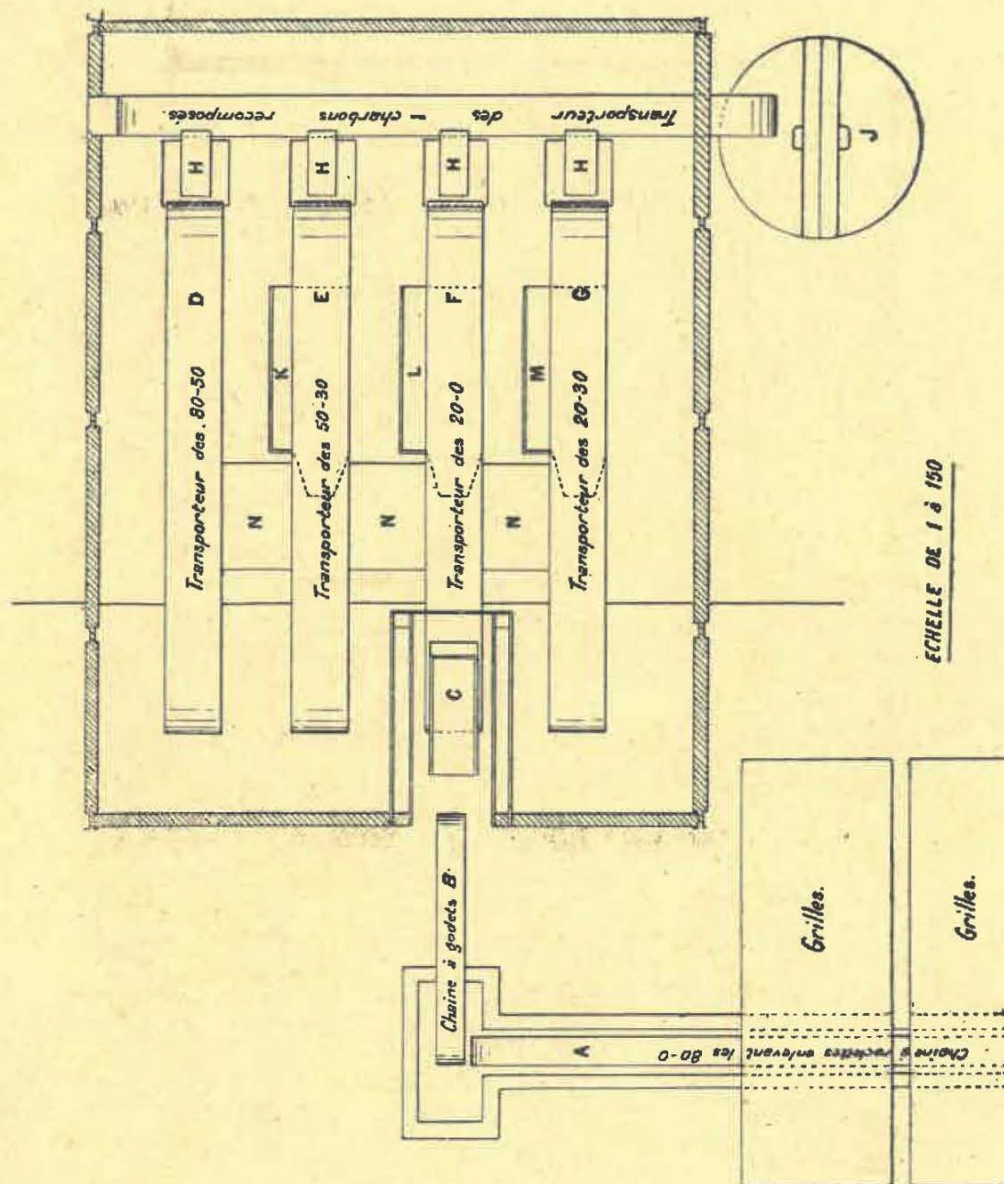 Transporteur des — charbons recomposés.
H
H
H
H
J
Transporteur des. 80-50 D
K
Transporteur des 50-30 E
L
Transporteur des 20-0 F
M
Transporteur des 20-30 G
N
N
N
C
Chaine à godets B.
A
Chaine à raclettes enlevant les 80-0
Grilles.
Grilles.
ECHELLE DE 1 à 150